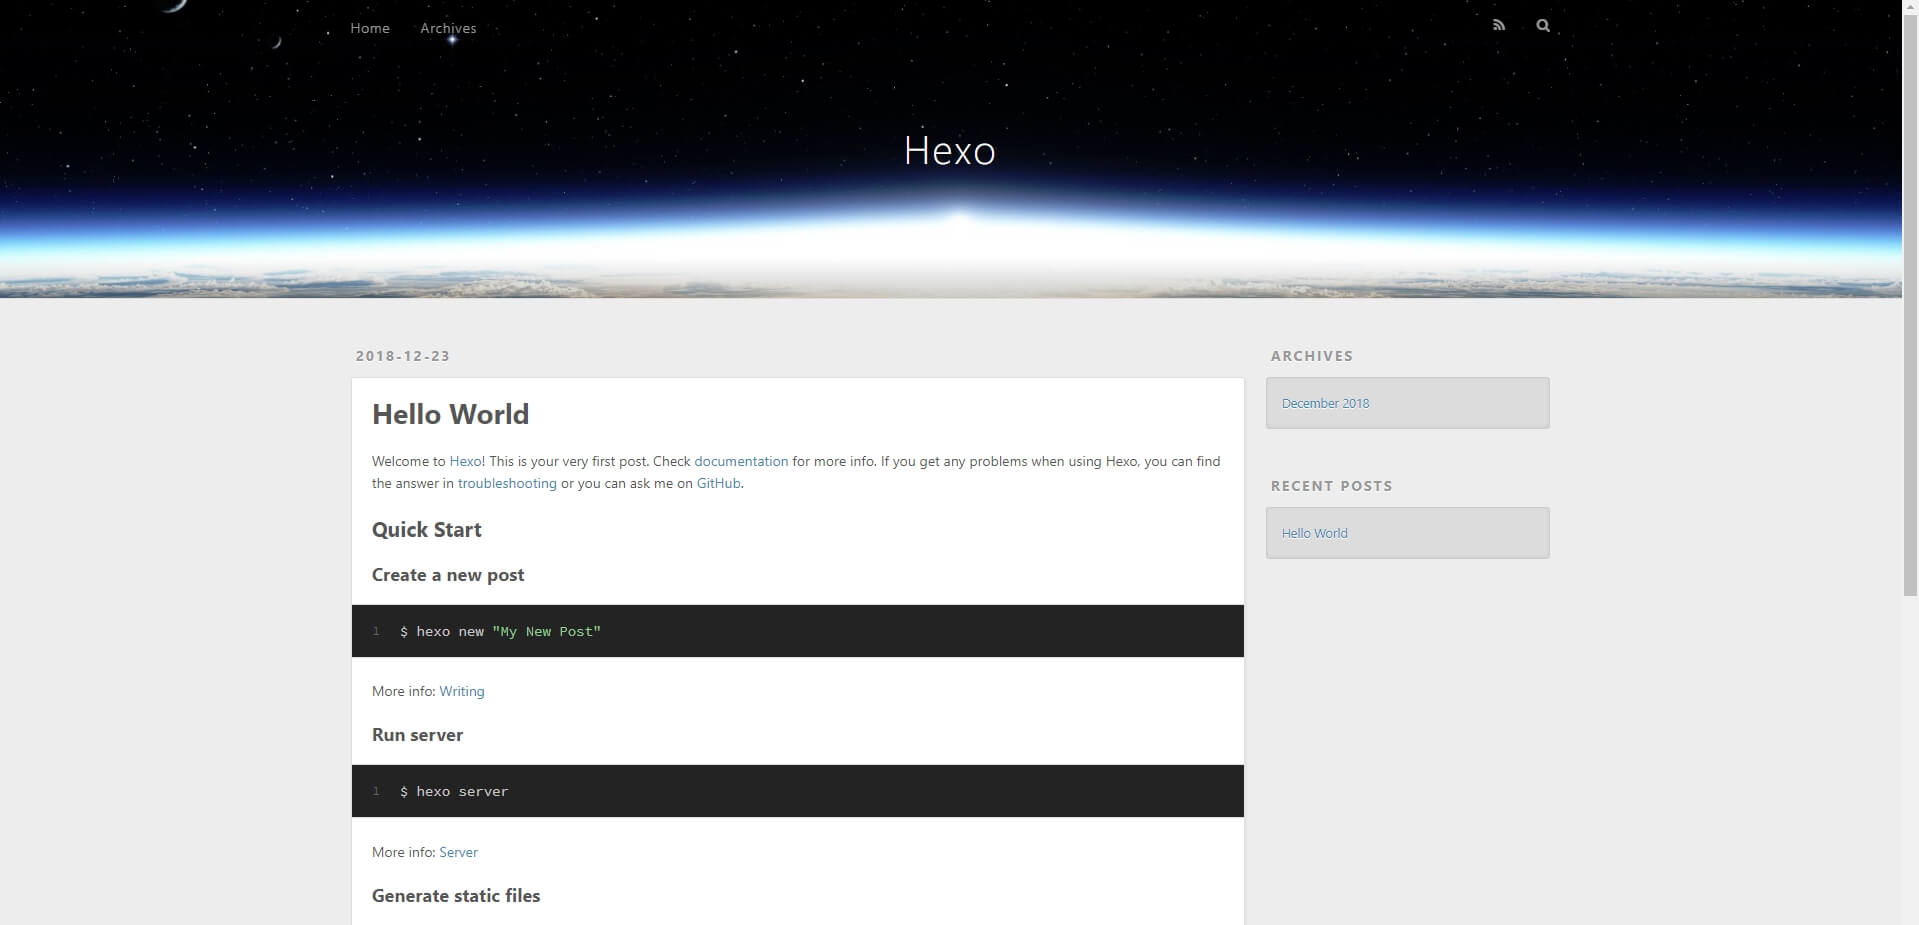 Home Archives
Hexo
2018-12-23
Hello World
Welcome to Hexo! This is your very first post. Check documentation for more info. If you get any problems when using Hexo, you can find
the answer in troubleshooting or you can ask me on GitHub.
Quick Start
Create a new post
1 $ hexo new "My New Post"
More info: Writing
Run server
1 $ hexo server
More info: Server
Generate static files
ARCHIVES
December 2018
RECENT POSTS
Hello World